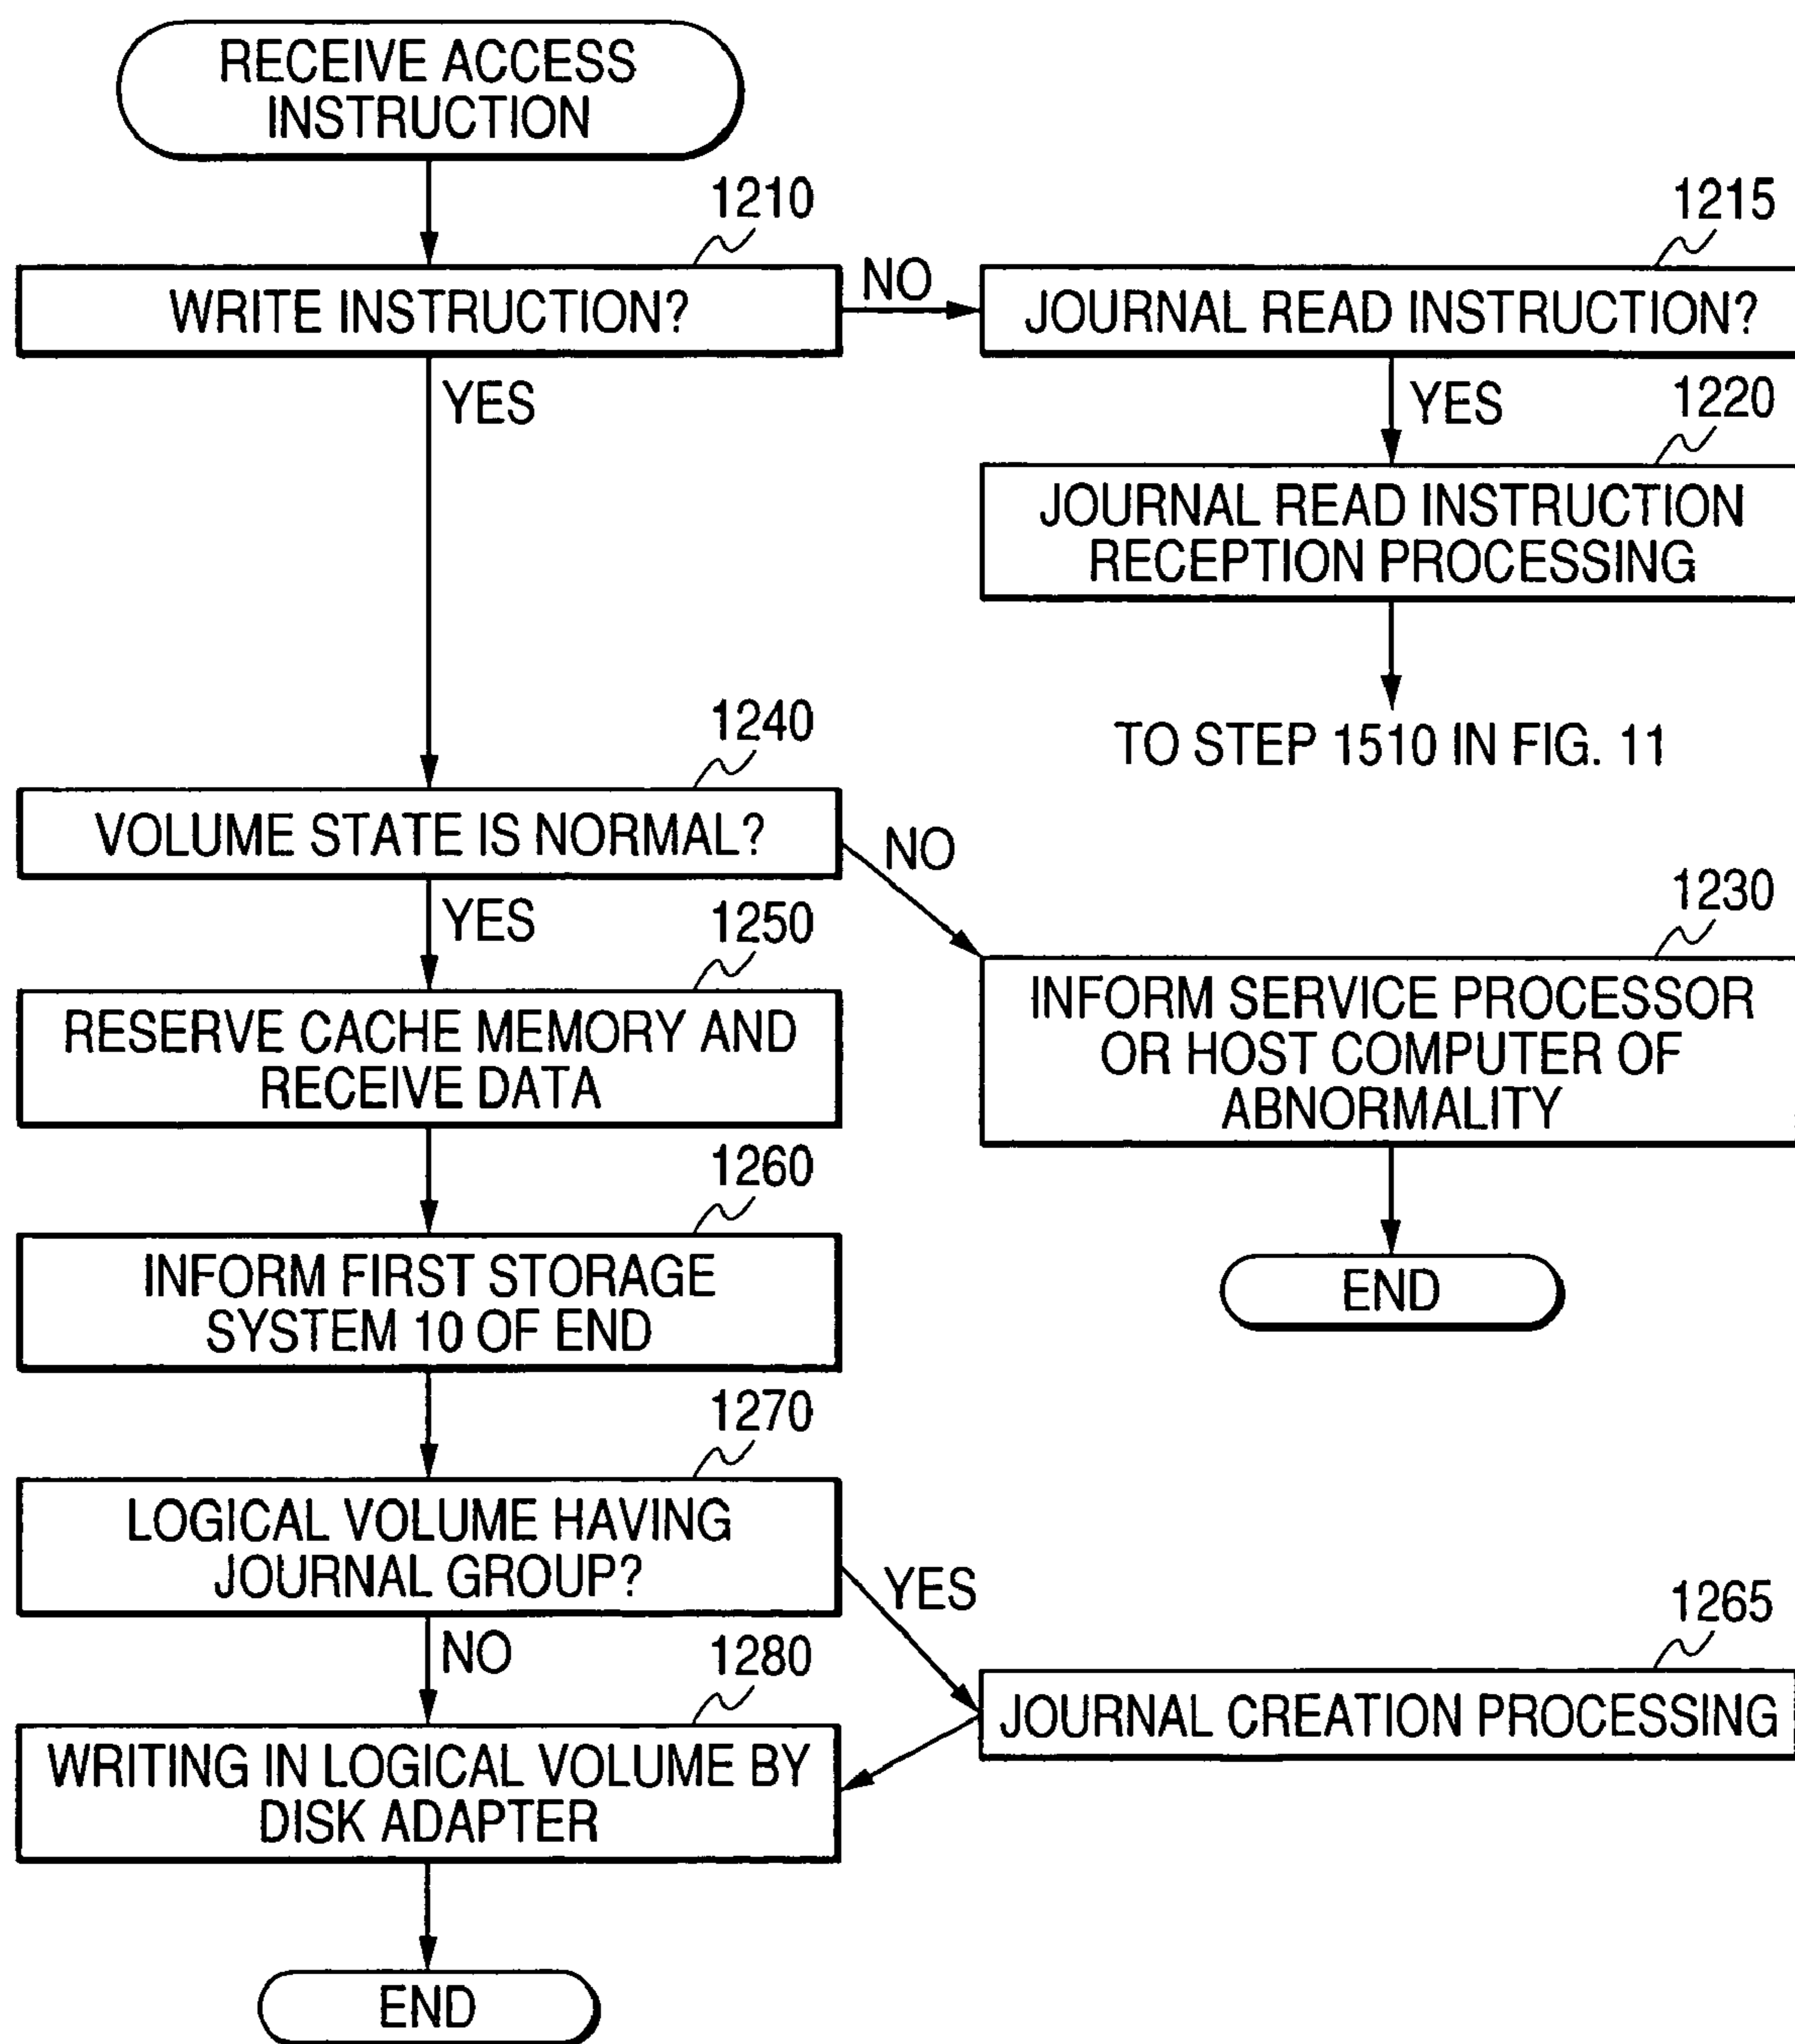 RECEIVE ACCESS
INSTRUCTION
1210
1215
WRITE INSTRUCTION?
NO
JOURNAL READ INSTRUCTION?
YES
YES
1220
JOURNAL READ INSTRUCTION
RECEPTION PROCESSING
1240
TO STEP 1510 IN FIG. 11
VOLUME STATE IS NORMAL?
NO
YES
1250
1230
RESERVE CACHE MEMORY AND
RECEIVE DATA
INFORM SERVICE PROCESSOR
OR HOST COMPUTER OF
ABNORMALITY
1260
INFORM FIRST STORAGE
SYSTEM 10 OF END
END
1270
LOGICAL VOLUME HAVING
JOURNAL GROUP?
YES
1265
NO
1280
JOURNAL CREATION PROCESSING
WRITING IN LOGICAL VOLUME BY
DISK ADAPTER
END